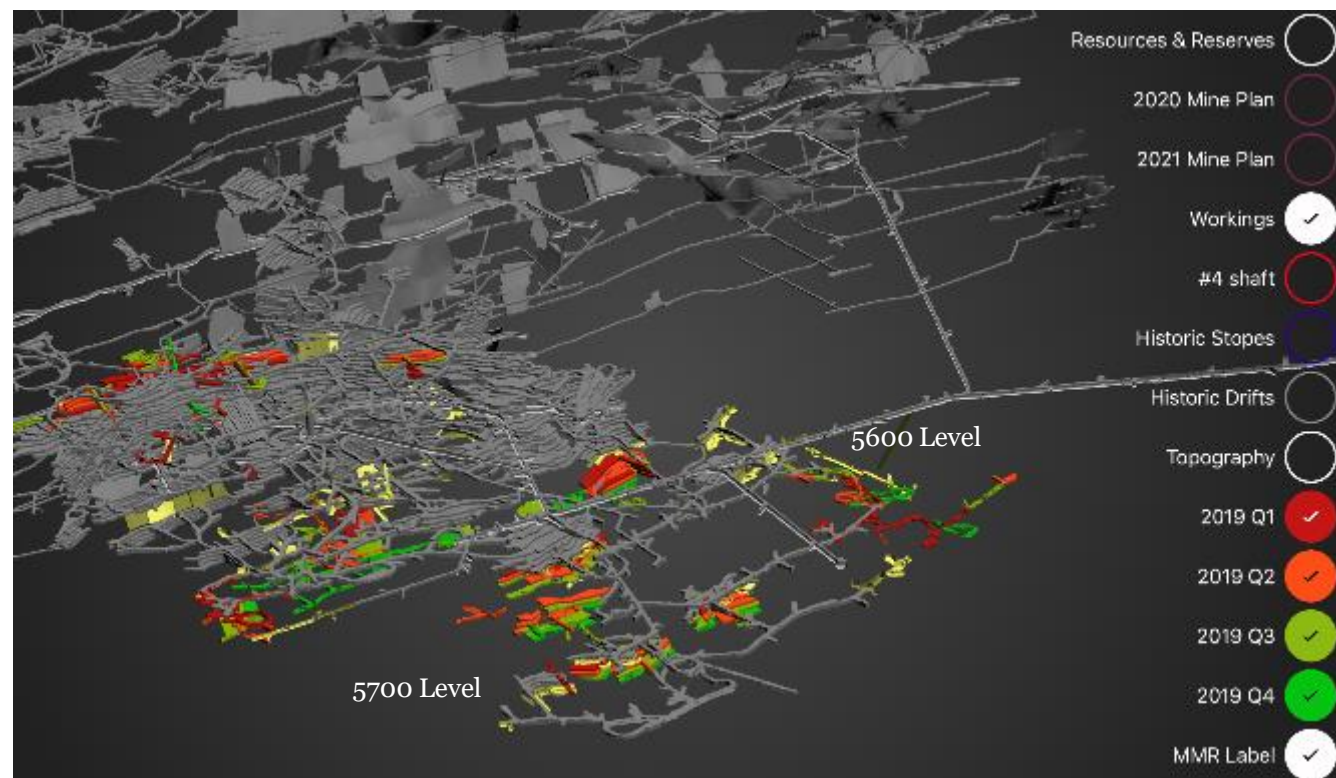 Resources & Reserves
2020 Mine Plan
2021 Mine Plan
Workings
#4 shaft
Historic Stopes
Historic Drifts
5600 Level
Topography
2019 Q1
2019 Q2
2019 Q3
5700 Level
2019 Q4
MMR Label